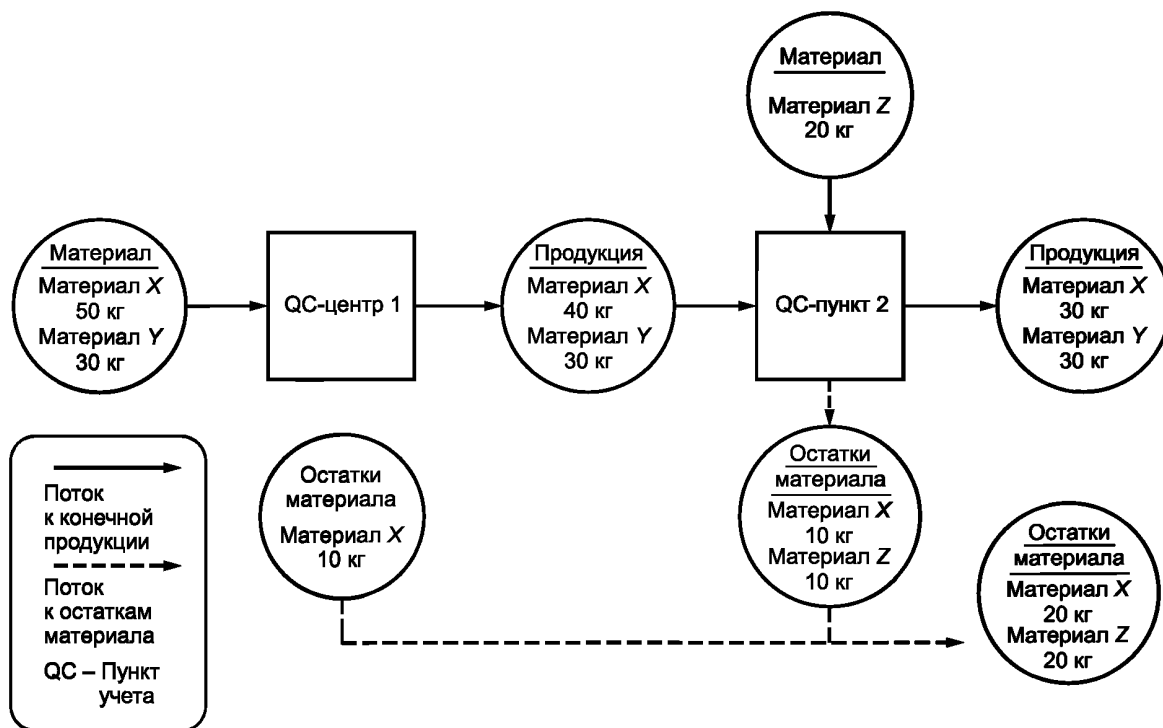 Материал
Материал Z
20 кг
Материал
Материал X
50 кг
Материал Y
30 кг
QC-центр 1
Продукция
Материал X
40 кг
Материал Y
30 кг
QC-пункт 2
Продукция
Материал X
30 кг
Материал Y
30 кг
Поток
к конечной
продукции
Поток
к остаткам
материала
QC – Пункт
учета
Остатки
материала
Материал X
10 кг
Остатки
материала
Материал X
10 кг
Материал Z
10 кг
Остатки
материала
Материал X
20 кг
Материал Z
20 кг